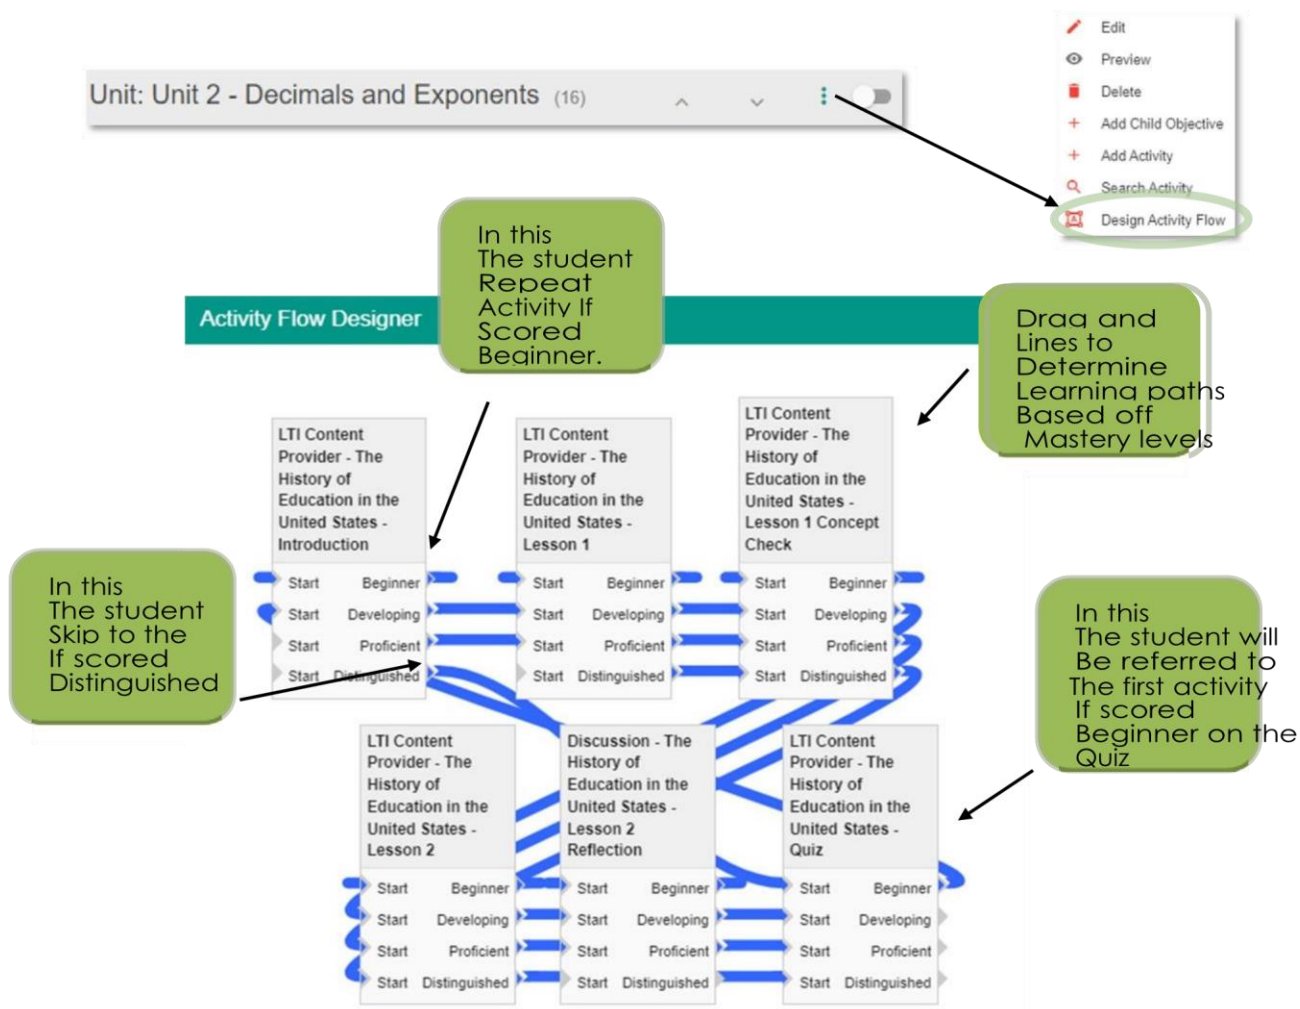 Edit
Preview
Delete
Add Child Objective
Add Activity
Search Activity
Design Activity Flow
Unit: Unit 2 - Decimals and Exponents (16)
In this
The student
Repeat
Activity If
Scored
Beginner.
Activity Flow Designer
Drag and
Lines to
Determine
Learning paths
Based off
Mastery levels
LTI Content
Provider - The
History of
Education in the
United States -
Introduction
Start Beginner
Start Developing
Start Proficient
Start Distinguished
LTI Content
Provider - The
History of
Education in the
United States -
Lesson 1
Start Beginner
Start Developing
Start Proficient
Start Distinguished
LTI Content
Provider - The
History of
Education in the
United States -
Lesson 1 Concept
Check
Start Beginner
Start Developing
Start Proficient
Start Distinguished
In this
The student
Skip to the
If scored
Distinguished
In this
The student will
Be referred to
The first activity
If scored
Beginner on the
Quiz
LTI Content
Provider - The
History of
Education in the
United States -
Lesson 2
Start Beginner
Start Developing
Start Proficient
Start Distinguished
Discussion - The
History of
Education in the
United States -
Lesson 2
Reflection
Start Beginner
Start Developing
Start Proficient
Start Distinguished
LTI Content
Provider - The
History of
Education in the
United States -
Quiz
Start Beginner
Start Developing
Start Proficient
Start Distinguished